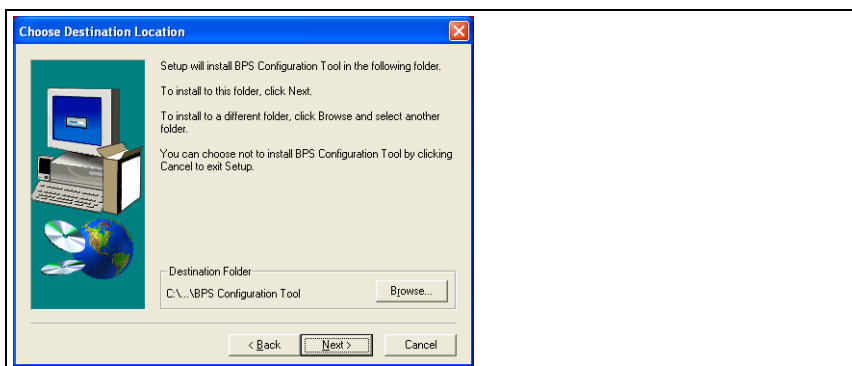 Choose Destination Location
Setup will install BPS Configuration Tool in the following folder.
To install to this folder, click Next.
To install to a different folder, click Browse and select another
folder.
You can choose not to install BPS Configuration Tool by clicking
Cancel to exit Setup.
Destination Folder
C:\...\BPS Configuration Tool
Browse...
< Back
Next >
Cancel